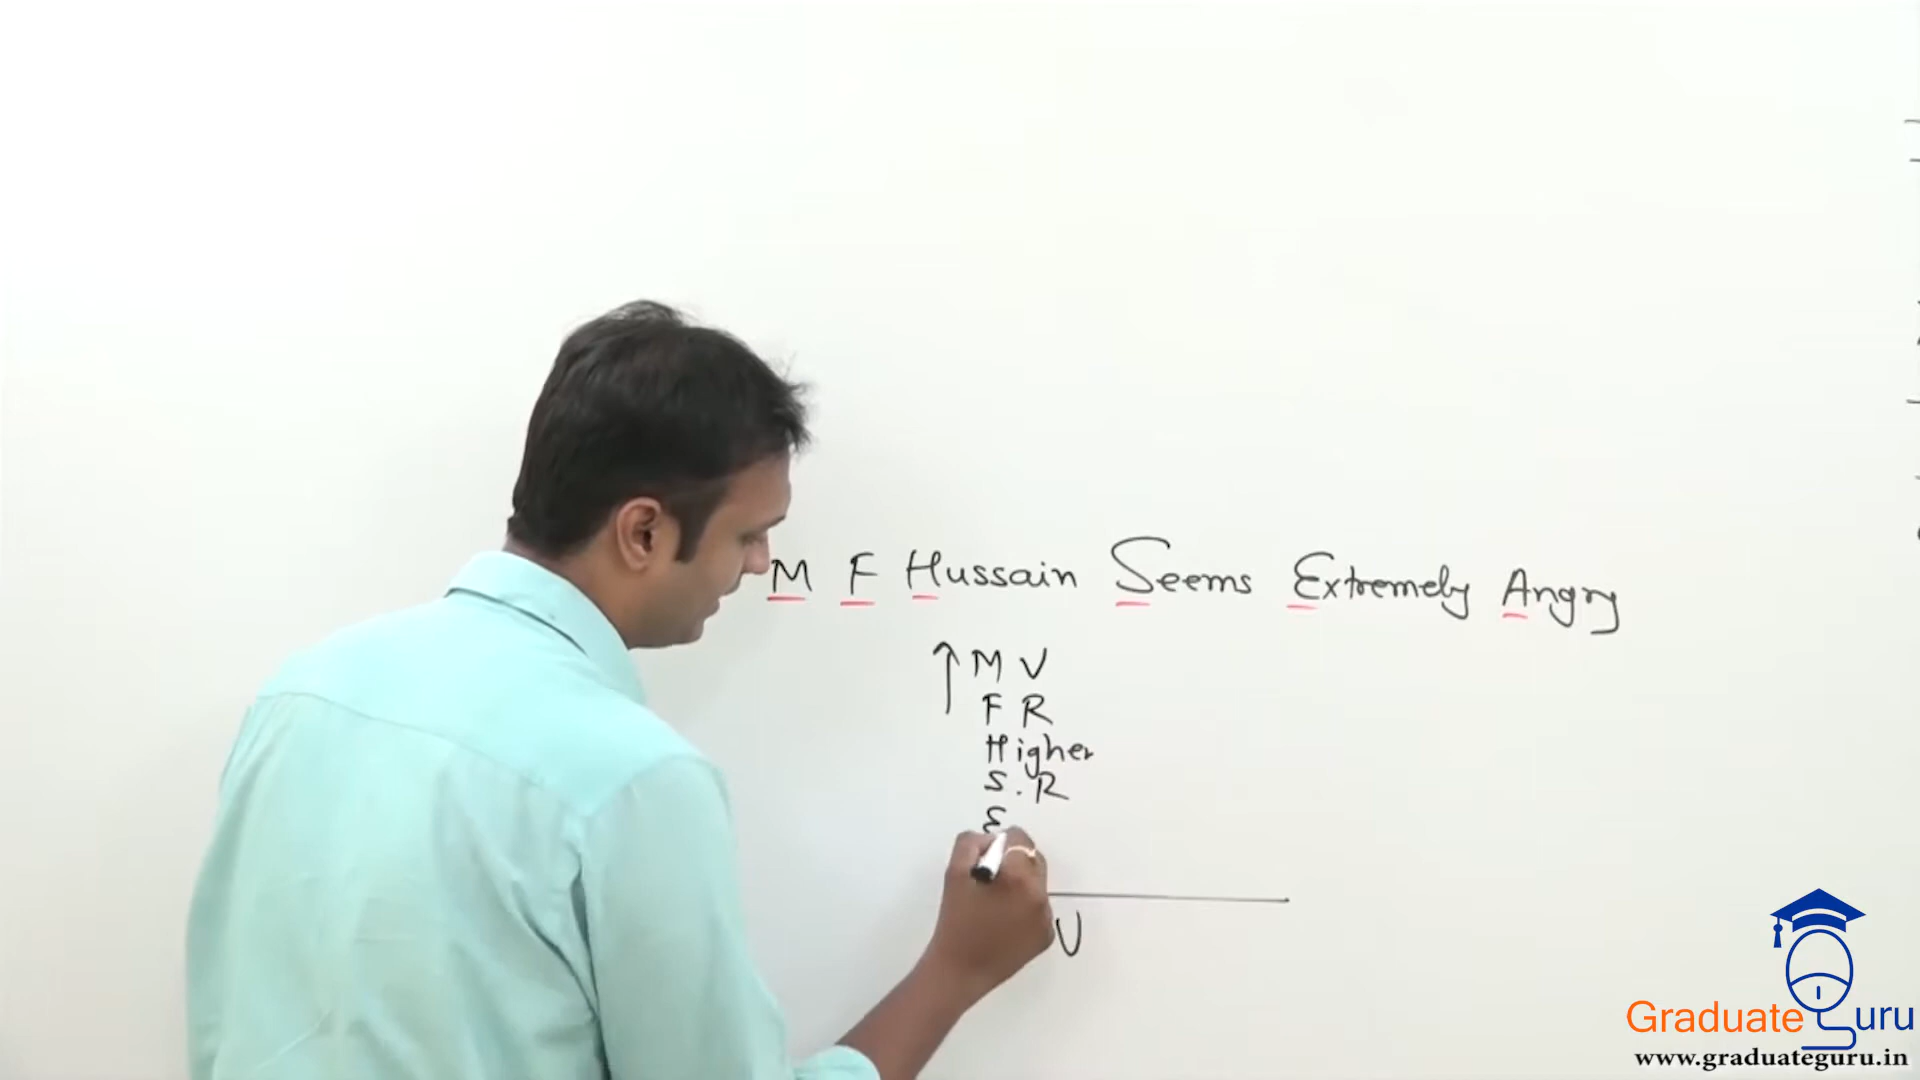 M F Hussain Seems Extremely Angry
↑ M V
F R
Higher
S. R
E
V
Graduate Guru
www.graduateguru.in